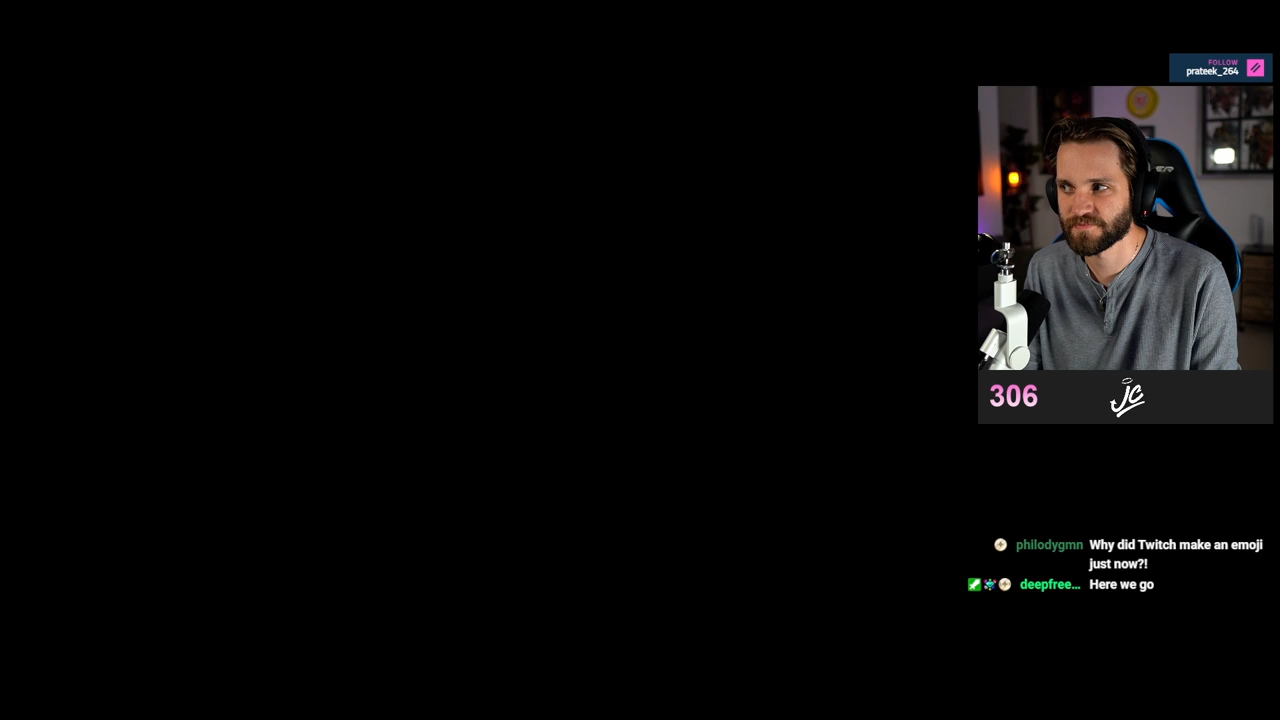 FOLLOW
prateek_264
306
JC
philodygmn Why did Twitch make an emoji
just now?!
deepfree... Here we go